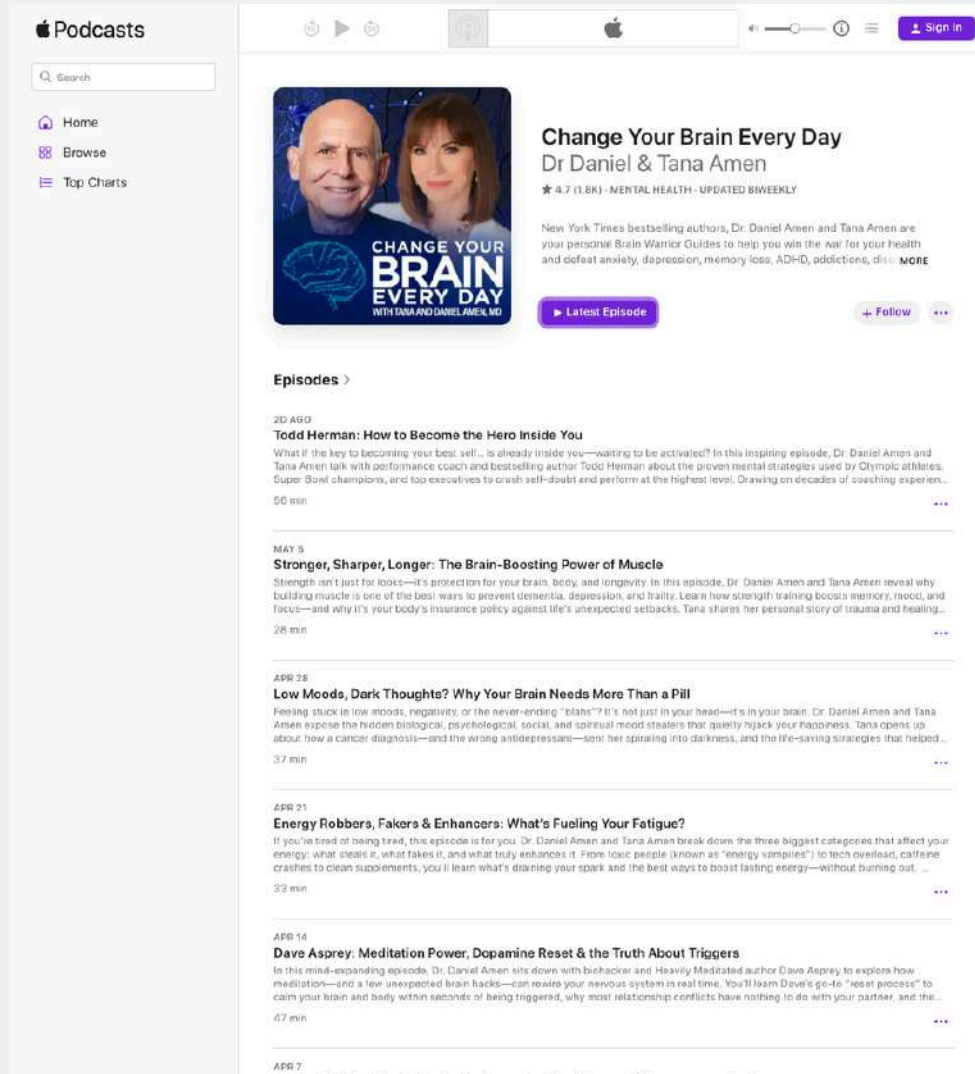 Podcasts
Search
Home
Browse
Top Charts
Sign In
CHANGE YOUR
BRAIN
EVERY DAY
WITH TANA AND DANIEL AMEN, MD
Change Your Brain Every Day
Dr Daniel & Tana Amen
★ 4.7 (1.8K) · MENTAL HEALTH · UPDATED BIWEEKLY
New York Times bestselling authors, Dr. Daniel Amen and Tana Amen are
your personal Brain Warrior Guides to help you win the war for your health
and defeat anxiety, depression, memory loss, ADHD, addictions, MORE
Latest Episode
+ Follow
Episodes >
2D AGO
Todd Herman: How to Become the Hero Inside You
What if the key to becoming your best self... is already inside you—waiting to be activated? In this inspiring episode, Dr. Daniel Amen and
Tana Amen talk with performance coach and bestselling author Todd Herman about the proven mental strategies used by Olympic athletes,
Super Bowl champions, and top executives to crush self-doubt and perform at the highest level. Drawing on decades of coaching experien...
56 min
MAY 5
Stronger, Sharper, Longer: The Brain-Boosting Power of Muscle
Strength isn't just for looks—it's protection for your brain, body, and longevity. In this episode, Dr. Daniel Amen and Tana Amen reveal why
building muscle is one of the best ways to prevent dementia, depression, and frailty. Learn how strength training boosts memory, mood, and
focus—and why it's your body's insurance policy against life's unexpected setbacks. Tana shares her personal story of trauma and healing...
28 min
APR 28
Low Moods, Dark Thoughts? Why Your Brain Needs More Than a Pill
Feeling stuck in low moods, negativity, or the never-ending "blahs"? It's not just in your head—it's in your brain. Dr. Daniel Amen and Tana
Amen expose the hidden biological, psychological, social, and spiritual mood stealers that quietly hijack your happiness. Tana opens up
about how a cancer diagnosis—and the wrong antidepressant—sent her spiraling into darkness, and the life-saving strategies that helped...
37 min
APR 21
Energy Robbers, Fakers & Enhancers: What's Fueling Your Fatigue?
If you're tired of being tired, this episode is for you. Dr. Daniel Amen and Tana Amen break down the three biggest categories that affect your
energy: what steals it, what fakes it, and what truly enhances it. From toxic people (known as "energy vampires") to tech overload, caffeine
crashes to clean supplements, you'll learn what's draining your spark and the best ways to boost lasting energy—without burning out. ...
33 min
APR 14
Dave Asprey: Meditation Power, Dopamine Reset & the Truth About Triggers
In this mind-expanding episode, Dr. Daniel Amen sits down with biohacker and Heavily Meditated author Dave Asprey to explore how
meditation—and a few unexpected brain hacks—can rewire your nervous system in real time. You'll learn Dave's go-to "reset process" to
calm your brain and body within seconds of being triggered, why most relationship conflicts have nothing to do with your partner, and the...
47 min
APR 7